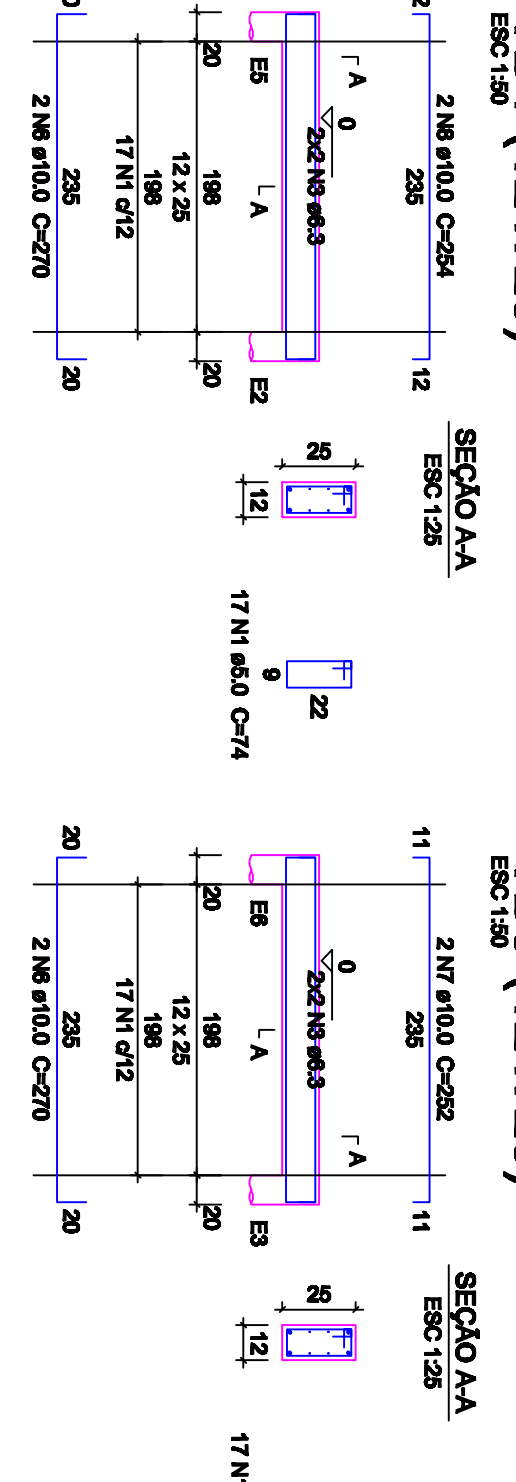 ESC 1:50
2 N8 ø10.0 C=254
235
12
A
0
2x2 N3 ø6.3
A
E5
E2
20
198
20
12 x 25
198
17 N1 c/12
235
20
2 N6 ø10.0 C=270
SEÇÃO A-A
ESC 1:25
25
12
22
9
17 N1 ø5.0 C=74
ESC 1:50
2 N7 ø10.0 C=252
11
235
11
0
A
2x2 N3 ø6.3
A
E6
E3
20
198
20
12 x 25
198
17 N1 c/12
20
235
20
2 N6 ø10.0 C=270
SEÇÃO A-A
ESC 1:25
25
12
17 N1